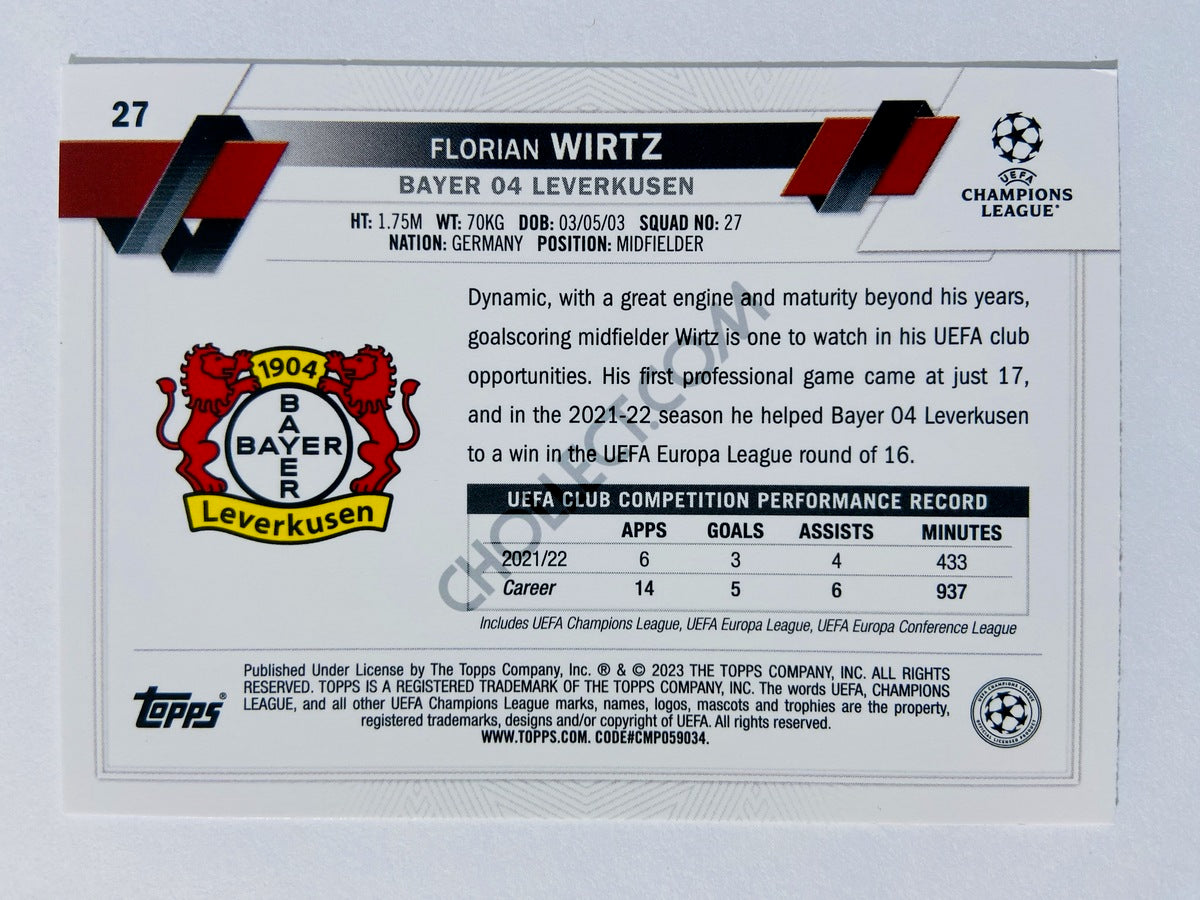 27
FLORIAN WIRTZ
BAYER 04 LEVERKUSEN
HT: 1.75M WT: 70KG DOB: 03/05/03 SQUAD NO: 27
NATION: GERMANY POSITION: MIDFIELDER
UEFA
CHAMPIONS
LEAGUE
Dynamic, with a great engine and maturity beyond his years,
goalscoring midfielder Wirtz is one to watch in his UEFA club
opportunities. His first professional game came at just 17,
and in the 2021-22 season he helped Bayer 04 Leverkusen
to a win in the UEFA Europa League round of 16.
1904
BAYER
BAYER
Leverkusen
CHOLLECT.COM
UEFA CLUB COMPETITION PERFORMANCE RECORD
APPS GOALS ASSISTS MINUTES
2021/22 6 3 4 433
Career 14 5 6 937
Includes UEFA Champions League, UEFA Europa League, UEFA Europa Conference League
Topps®
Published Under License by The Topps Company, Inc. ® & © 2023 THE TOPPS COMPANY, INC. ALL RIGHTS
RESERVED. TOPPS IS A REGISTERED TRADEMARK OF THE TOPPS COMPANY, INC. The words UEFA, CHAMPIONS
LEAGUE, and all other UEFA Champions League marks, names, logos, mascots and trophies are the property,
registered trademarks, designs and/or copyright of UEFA. All rights reserved.
WWW.TOPPS.COM. CODE#CMP059034.
UEFA CHAMPIONS LEAGUE
OFFICIAL LICENSED PRODUCT